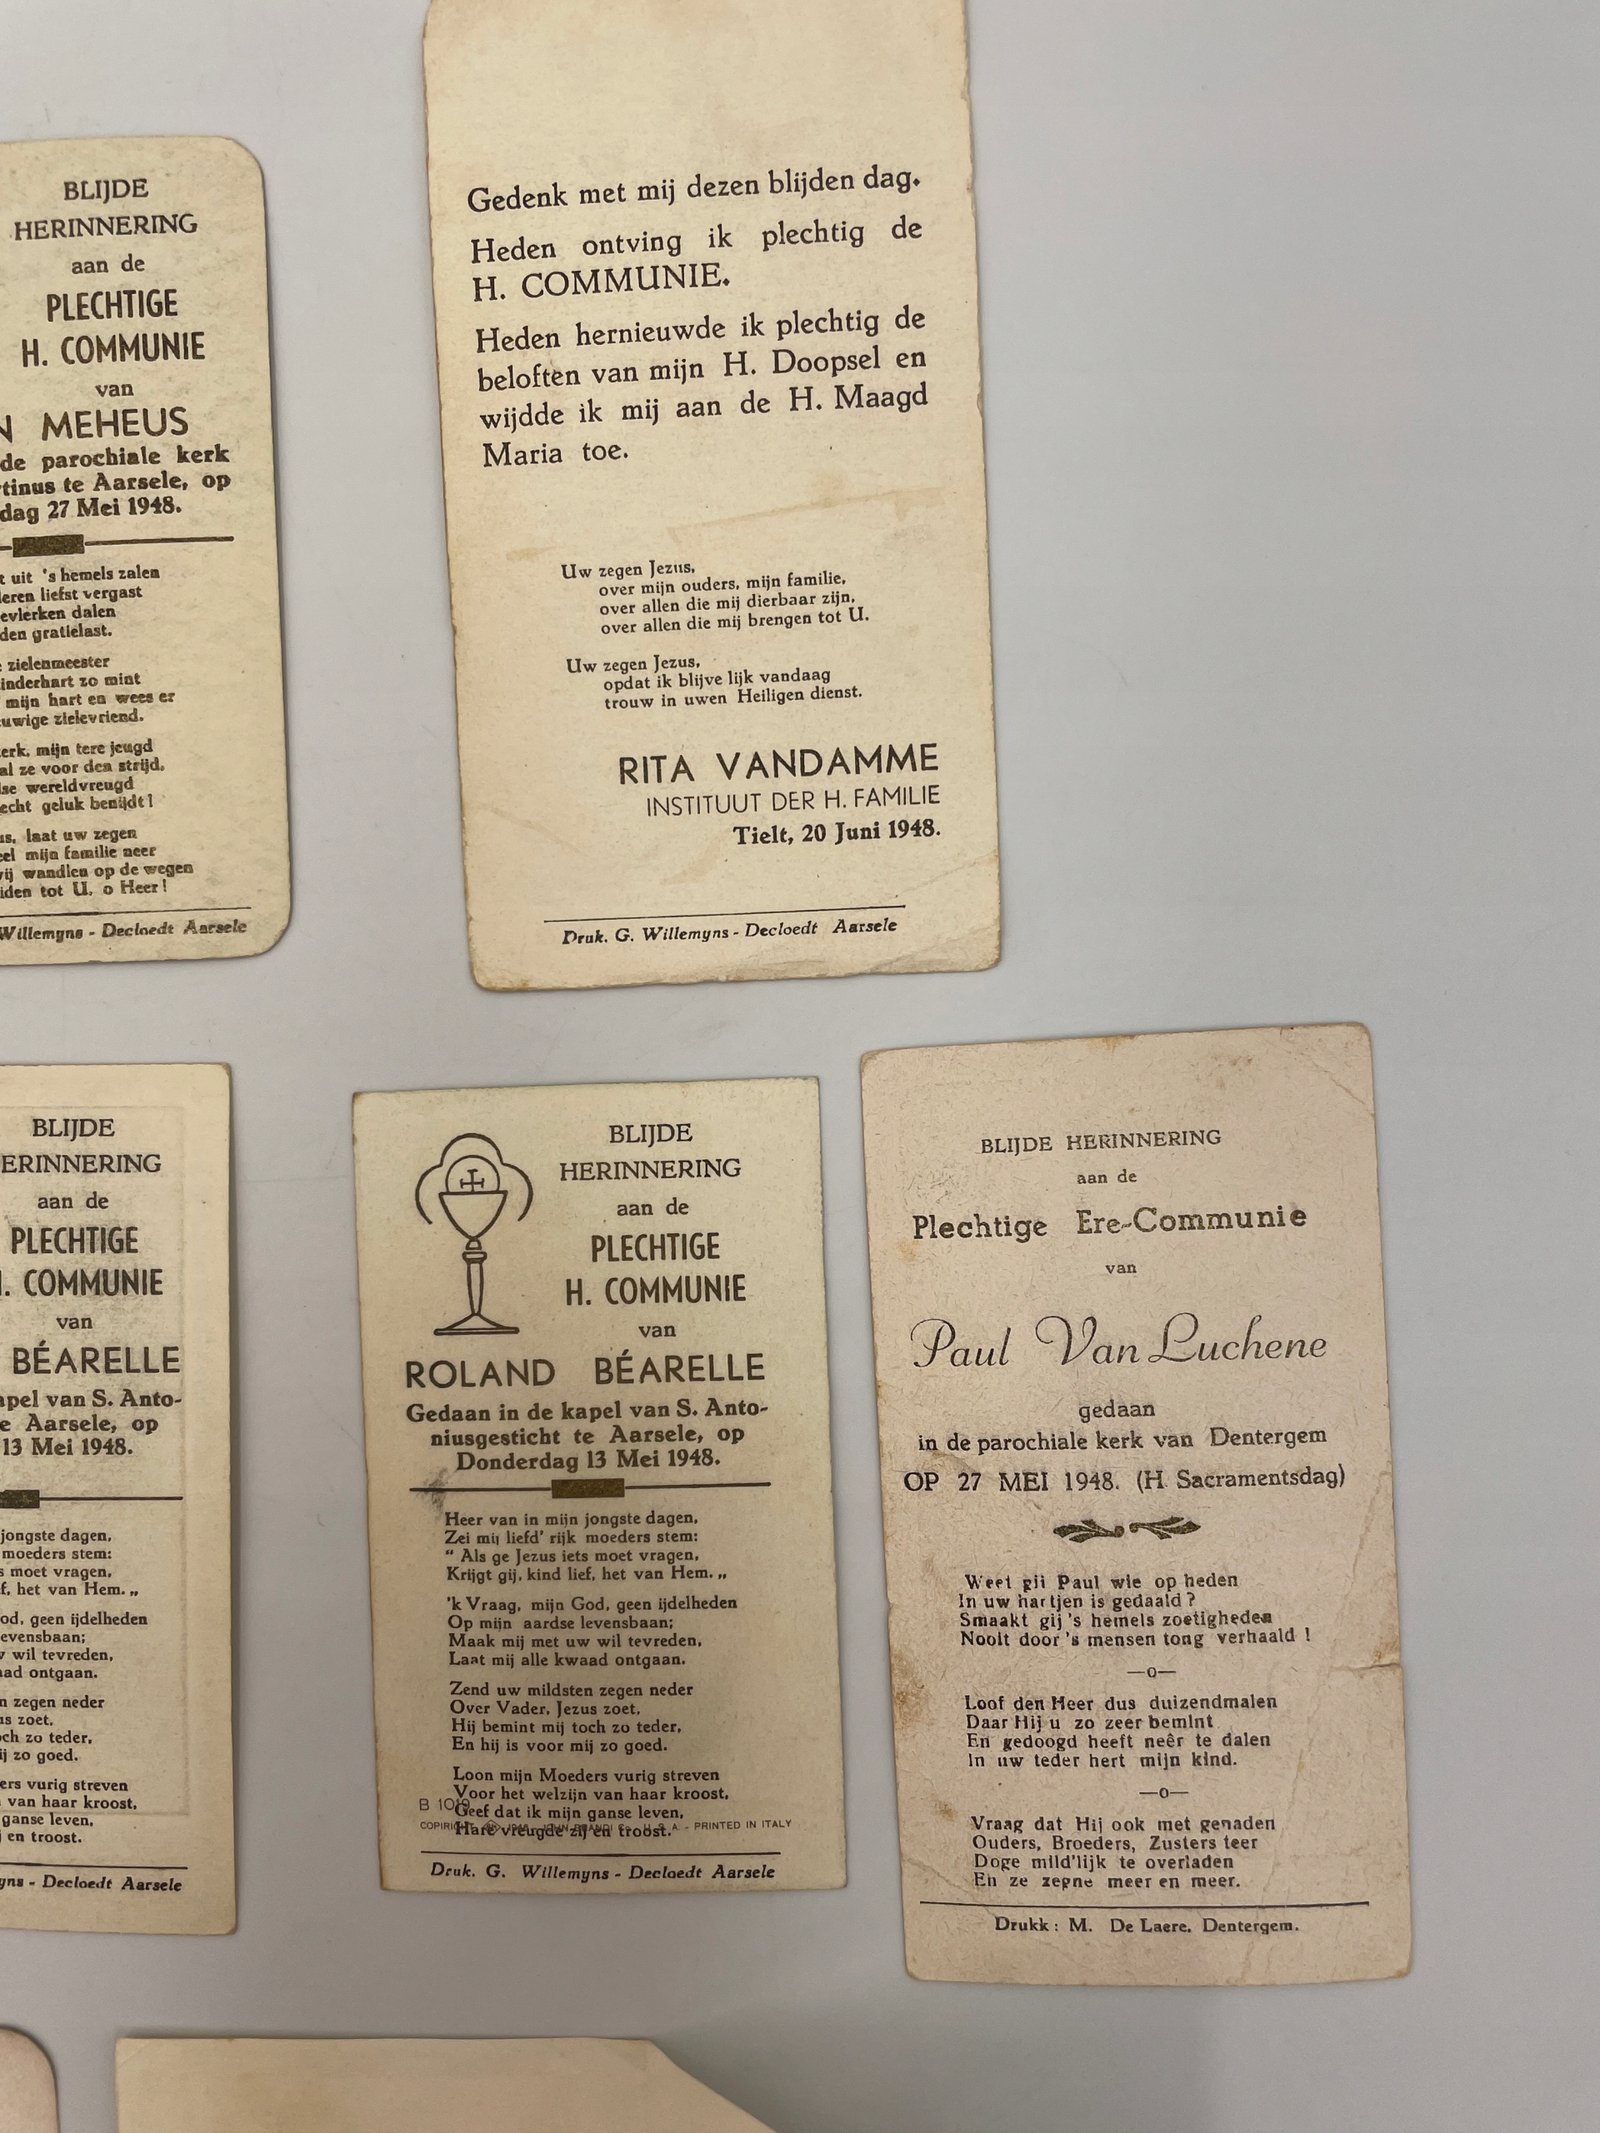 BLIJDE
HERINNERING
aan de
PLECHTIGE
H. COMMUNIE
van
MEHEUS
de parochiale kerk
te Aarsele, op
27 Mei 1948.
uit 's hemels zalen
liefst vergast
dalen
den gratielast.
zielenmeester
zo mint
mijn hart en wees er
zielevriend.
mijn tere jeugd
ze voor den strijd,
wereldvreugd
echt geluk benijdt!
laat uw zegen
mijn familie neer
wandlen op de wegen
tot U, o Heer!
Willemyns - Decloedt Aarsele
Gedenk met mij dezen blijden dag.
Heden ontving ik plechtig de
H. COMMUNIE.
Heden hernieuwde ik plechtig de
beloften van mijn H. Doopsel en
wijdde ik mij aan de H. Maagd
Maria toe.
Uw zegen Jezus,
over mijn ouders, mijn familie,
over allen die mij dierbaar zijn,
over allen die mij brengen tot U.
Uw zegen Jezus,
opdat ik blijve lijk vandaag
trouw in uwen Heiligen dienst.
RITA VANDAMME
INSTITUUT DER H. FAMILIE
Tielt, 20 Juni 1948.
Druk. G. Willemyns - Decloedt Aarsele
BLIJDE
ERINNERING
aan de
PLECHTIGE
H. COMMUNIE
van
BÉARELLE
van S. Anto-
Aarsele, op
13 Mei 1948.
jongste dagen,
moeders stem:
moet vragen,
het van Hem. „
geen ijdelheden
levensbaan;
wil tevreden,
ontgaan.
zegen neder
zoet,
zo teder,
zo goed.
vurig streven
van haar kroost,
ganse leven,
en troost.
- Decloedt Aarsele
BLIJDE
HERINNERING
aan de
PLECHTIGE
H. COMMUNIE
van
ROLAND BÉARELLE
Gedaan in de kapel van S. Anto-
niusgesticht te Aarsele, op
Donderdag 13 Mei 1948.
Heer van in mijn jongste dagen,
Zei mij liefd' rijk moeders stem:
“ Als ge Jezus iets moet vragen,
Krijgt gij, kind lief, het van Hem. „
'k Vraag, mijn God, geen ijdelheden
Op mijn aardse levensbaan;
Maak mij met uw wil tevreden,
Laat mij alle kwaad ontgaan.
Zend uw mildsten zegen neder
Over Vader, Jezus zoet,
Hij bemint mij toch zo teder,
En hij is voor mij zo goed.
Loon mijn Moeders vurig streven
Voor het welzijn van haar kroost,
Geef dat ik mijn ganse leven,
Hare vreugde zij en troost.
B 1019
PRINTED IN ITALY
Druk. G. Willemyns - Decloedt Aarsele
BLIJDE HERINNERING
aan de
Plechtige Ere-Communie
van
Paul Van Luchene
gedaan
in de parochiale kerk van Dentergem
OP 27 MEI 1948. (H. Sacramentsdag)
Weet gij Paul wie op heden
In uw hartjen is gedaald ?
Smaakt gij 's hemels zoetigheden
Nooit door 's mensen tong verhaald !
—o—
Loof den Heer dus duizendmalen
Daar Hij u zo zeer bemint
En gedoogd heeft neêr te dalen
In uw teder hert mijn kind.
—o—
Vraag dat Hij ook met genaden
Ouders, Broeders, Zusters teer
Doge mild'lijk te overladen
En ze zegne meer en meer.
Drukk : M. De Laere, Dentergem.